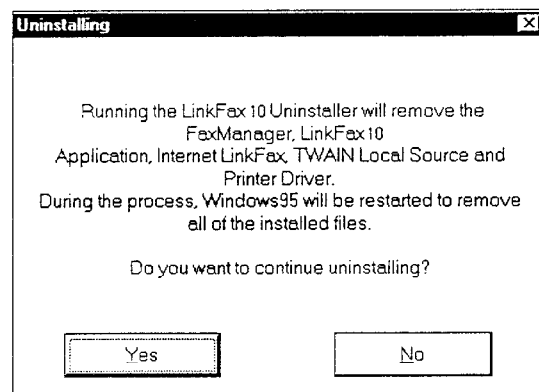 Uninstalling
Running the LinkFax 10 Uninstaller will remove the
FaxManager, LinkFax10
Application, Internet LinkFax, TWAIN Local Source and
Printer Driver.
During the process, Windows95 will be restarted to remove
all of the installed files.
Do you want to continue uninstalling?
Yes
No